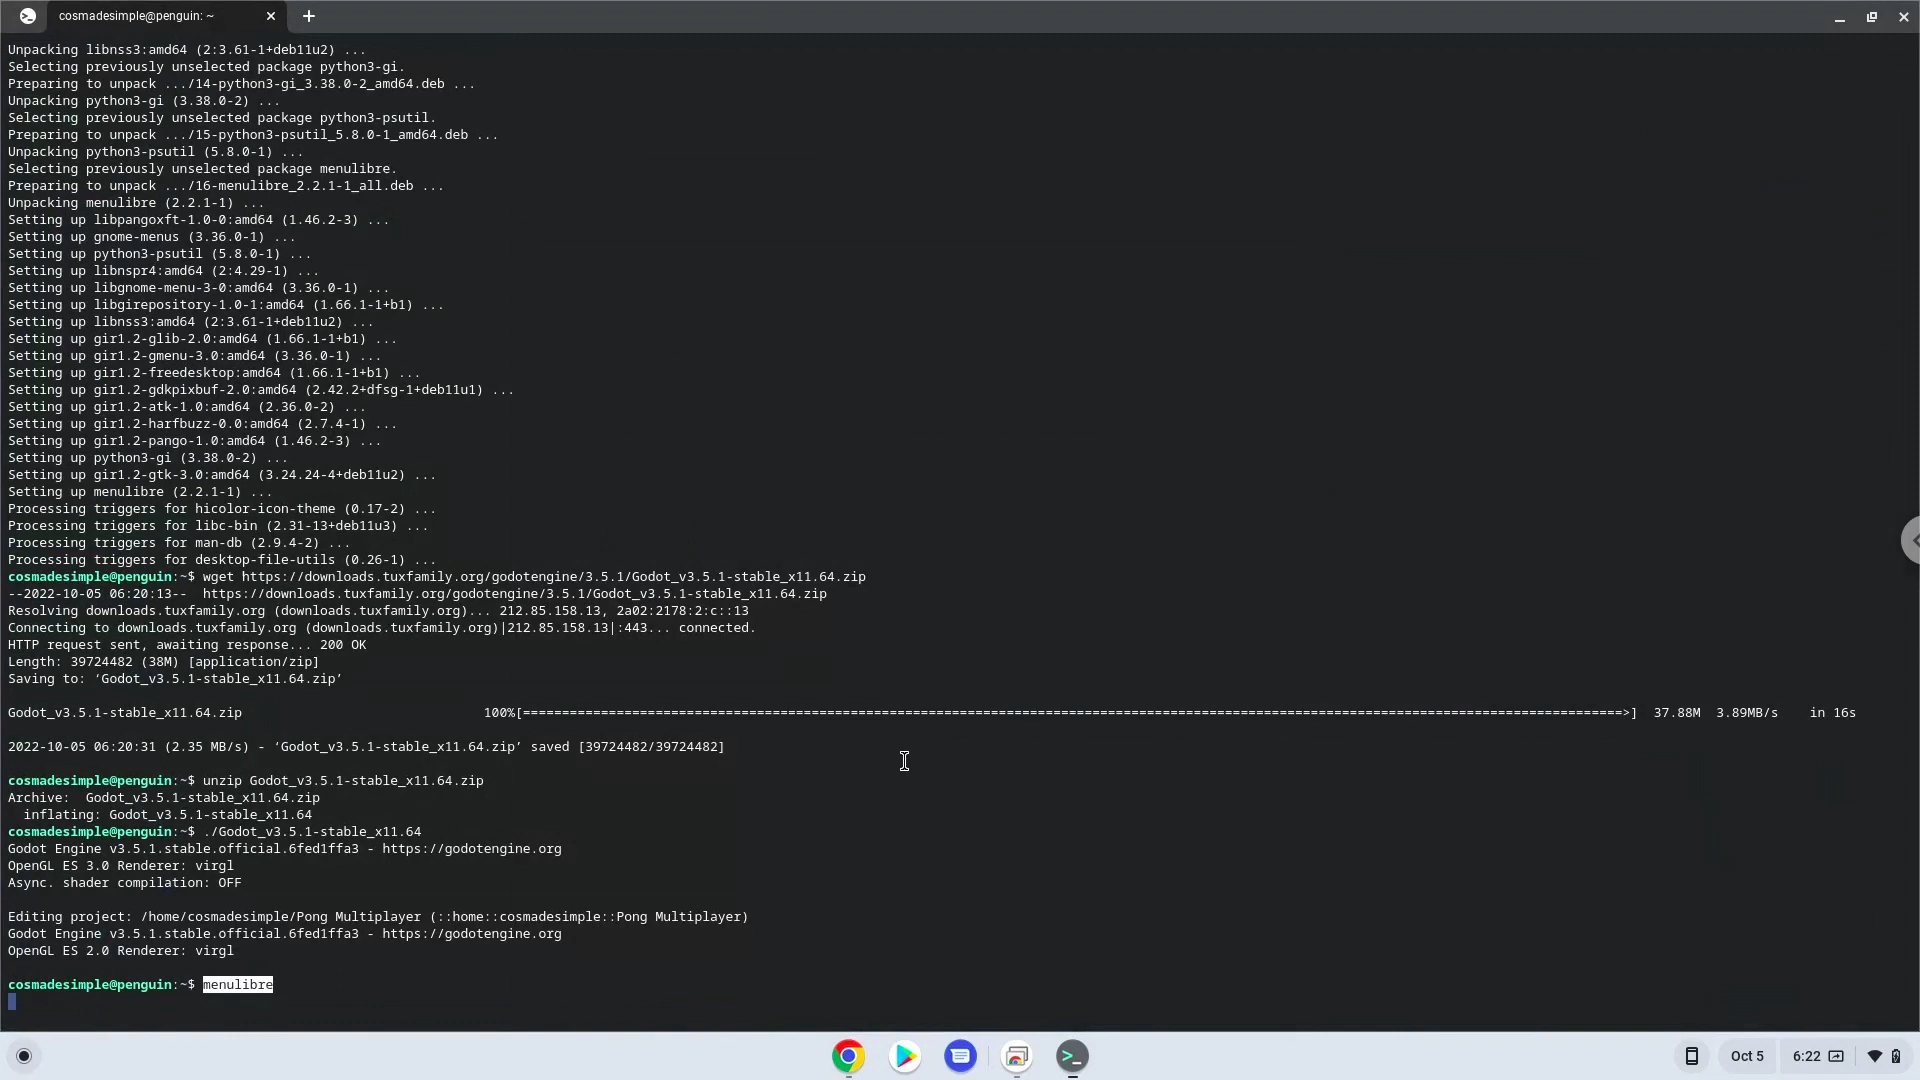 cosmadesimple@penguin: ~
Unpacking libnss3:amd64 (2:3.61-1+deb11u2) ...
Selecting previously unselected package python3-gi.
Preparing to unpack .../14-python3-gi_3.38.0-2_amd64.deb ...
Unpacking python3-gi (3.38.0-2) ...
Selecting previously unselected package python3-psutil.
Preparing to unpack .../15-python3-psutil_5.8.0-1_amd64.deb ...
Unpacking python3-psutil (5.8.0-1) ...
Selecting previously unselected package menulibre.
Preparing to unpack .../16-menulibre_2.2.1-1_all.deb ...
Unpacking menulibre (2.2.1-1) ...
Setting up libpangoxft-1.0-0:amd64 (1.46.2-3) ...
Setting up gnome-menus (3.36.0-1) ...
Setting up python3-psutil (5.8.0-1) ...
Setting up libnspr4:amd64 (2:4.29-1) ...
Setting up libgnome-menu-3-0:amd64 (3.36.0-1) ...
Setting up libgirepository-1.0-1:amd64 (1.66.1-1+b1) ...
Setting up libnss3:amd64 (2:3.61-1+deb11u2) ...
Setting up gir1.2-glib-2.0:amd64 (1.66.1-1+b1) ...
Setting up gir1.2-gmenu-3.0:amd64 (3.36.0-1) ...
Setting up gir1.2-freedesktop:amd64 (1.66.1-1+b1) ...
Setting up gir1.2-gdkpixbuf-2.0:amd64 (2.42.2+dfsg-1+deb11u1) ...
Setting up gir1.2-atk-1.0:amd64 (2.36.0-2) ...
Setting up gir1.2-harfbuzz-0.0:amd64 (2.7.4-1) ...
Setting up gir1.2-pango-1.0:amd64 (1.46.2-3) ...
Setting up python3-gi (3.38.0-2) ...
Setting up gir1.2-gtk-3.0:amd64 (3.24.24-4+deb11u2) ...
Setting up menulibre (2.2.1-1) ...
Processing triggers for hicolor-icon-theme (0.17-2) ...
Processing triggers for libc-bin (2.31-13+deb11u3) ...
Processing triggers for man-db (2.9.4-2) ...
Processing triggers for desktop-file-utils (0.26-1) ...
cosmadesimple@penguin:~$ wget https://downloads.tuxfamily.org/godotengine/3.5.1/Godot_v3.5.1-stable_x11.64.zip
--2022-10-05 06:20:13--  https://downloads.tuxfamily.org/godotengine/3.5.1/Godot_v3.5.1-stable_x11.64.zip
Resolving downloads.tuxfamily.org (downloads.tuxfamily.org)... 212.85.158.13, 2a02:2178:2:c::13
Connecting to downloads.tuxfamily.org (downloads.tuxfamily.org)|212.85.158.13|:443... connected.
HTTP request sent, awaiting response... 200 OK
Length: 39724482 (38M) [application/zip]
Saving to: ‘Godot_v3.5.1-stable_x11.64.zip’
Godot_v3.5.1-stable_x11.64.zip 100%[==============================================>] 37.88M 3.89MB/s in 16s
2022-10-05 06:20:31 (2.35 MB/s) - ‘Godot_v3.5.1-stable_x11.64.zip’ saved [39724482/39724482]
cosmadesimple@penguin:~$ unzip Godot_v3.5.1-stable_x11.64.zip
Archive:  Godot_v3.5.1-stable_x11.64.zip
inflating: Godot_v3.5.1-stable_x11.64
cosmadesimple@penguin:~$ ./Godot_v3.5.1-stable_x11.64
Godot Engine v3.5.1.stable.official.6fed1ffa3 - https://godotengine.org
OpenGL ES 3.0 Renderer: virgl
Async. shader compilation: OFF
Editing project: /home/cosmadesimple/Pong Multiplayer (::home::cosmadesimple::Pong Multiplayer)
Godot Engine v3.5.1.stable.official.6fed1ffa3 - https://godotengine.org
OpenGL ES 2.0 Renderer: virgl
cosmadesimple@penguin:~$ menulibre
Oct 5 6:22